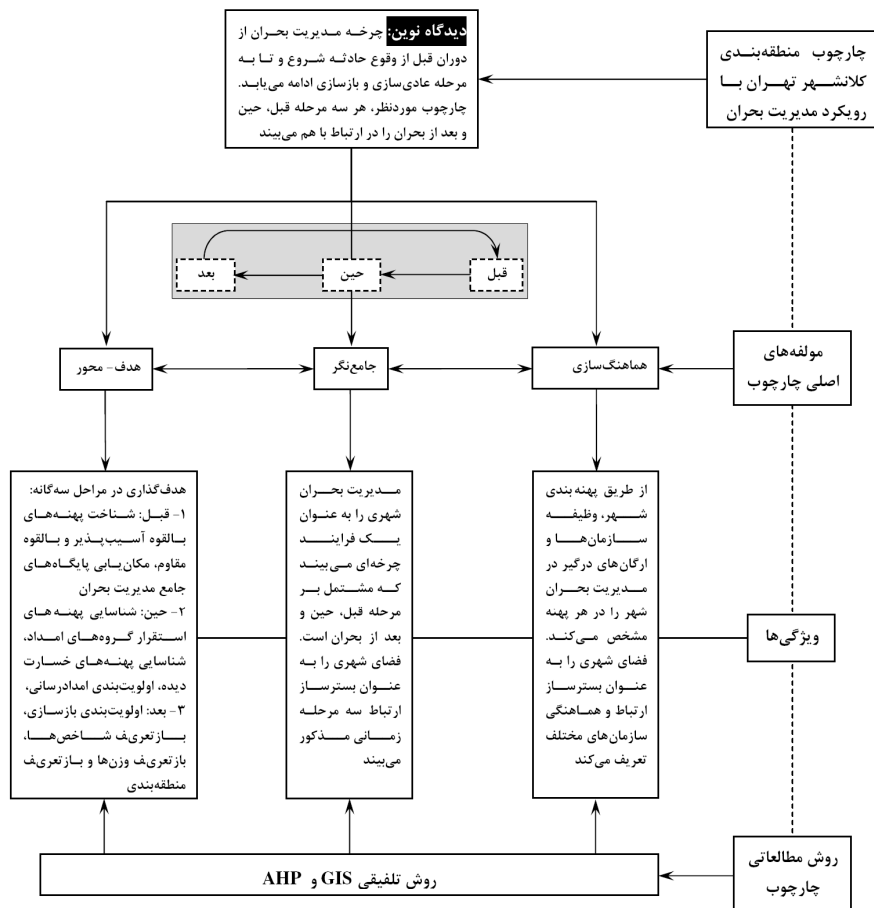 چارچوب منطقه‌بندی
کلانشهر تهران با
رویکرد مدیریت بحران
دیدگاه نوین: چرخه مدیریت بحران از
دوران قبل از وقوع حادثه شروع و تا به
مرحله عادی‌سازی و بازسازی ادامه می‌یابد.
چارچوب موردنظر، هر سه مرحله قبل، حین
و بعد از بحران را در ارتباط با هم می‌بیند
قبل
حین
بعد
مولفه‌های
اصلی چارچوب
هماهنگ‌سازی
جامع‌نگر
هدف- محور
ویژگی‌ها
از طریق پهنه‌بندی
شهر، وظیفه
سازمان‌ها و
ارگان‌های درگیر در
مدیریت بحران
شهر را در هر پهنه
مشخص می‌کند.
فضای شهری را به
عنوان بسترساز
ارتباط و هماهنگی
سازمان‌های مختلف
تعریف می‌کند
مدیریت بحران
شهری را به عنوان
یک فرایند
چرخه‌ای می‌بیند
که مشتمل بر
مرحله قبل، حین و
بعد از بحران است.
فضای شهری را به
عنوان بسترساز
ارتباط سه مرحله
زمانی مذکور
می‌بیند
هدف‌گذاری در مراحل سه‌گانه:
۱- قبل: شناخت پهنه‌های
بالقوه آسیب‌پذیر و بالقوه
مقاوم، مکان‌یابی پایگاه‌های
جامع مدیریت بحران
۲- حین: شناسایی پهنه‌های
استقرار گروه‌های امداد،
شناسایی پهنه‌های خسارت
دیده، اولویت‌بندی امدادرسانی،
۳- بعد: اولویت‌بندی بازسازی،
بازتعریف شاخص‌ها،
بازتعریف وزن‌ها و بازتعریف
منطقه‌بندی
روش مطالعاتی
چارچوب
روش تلفیقی GIS و AHP